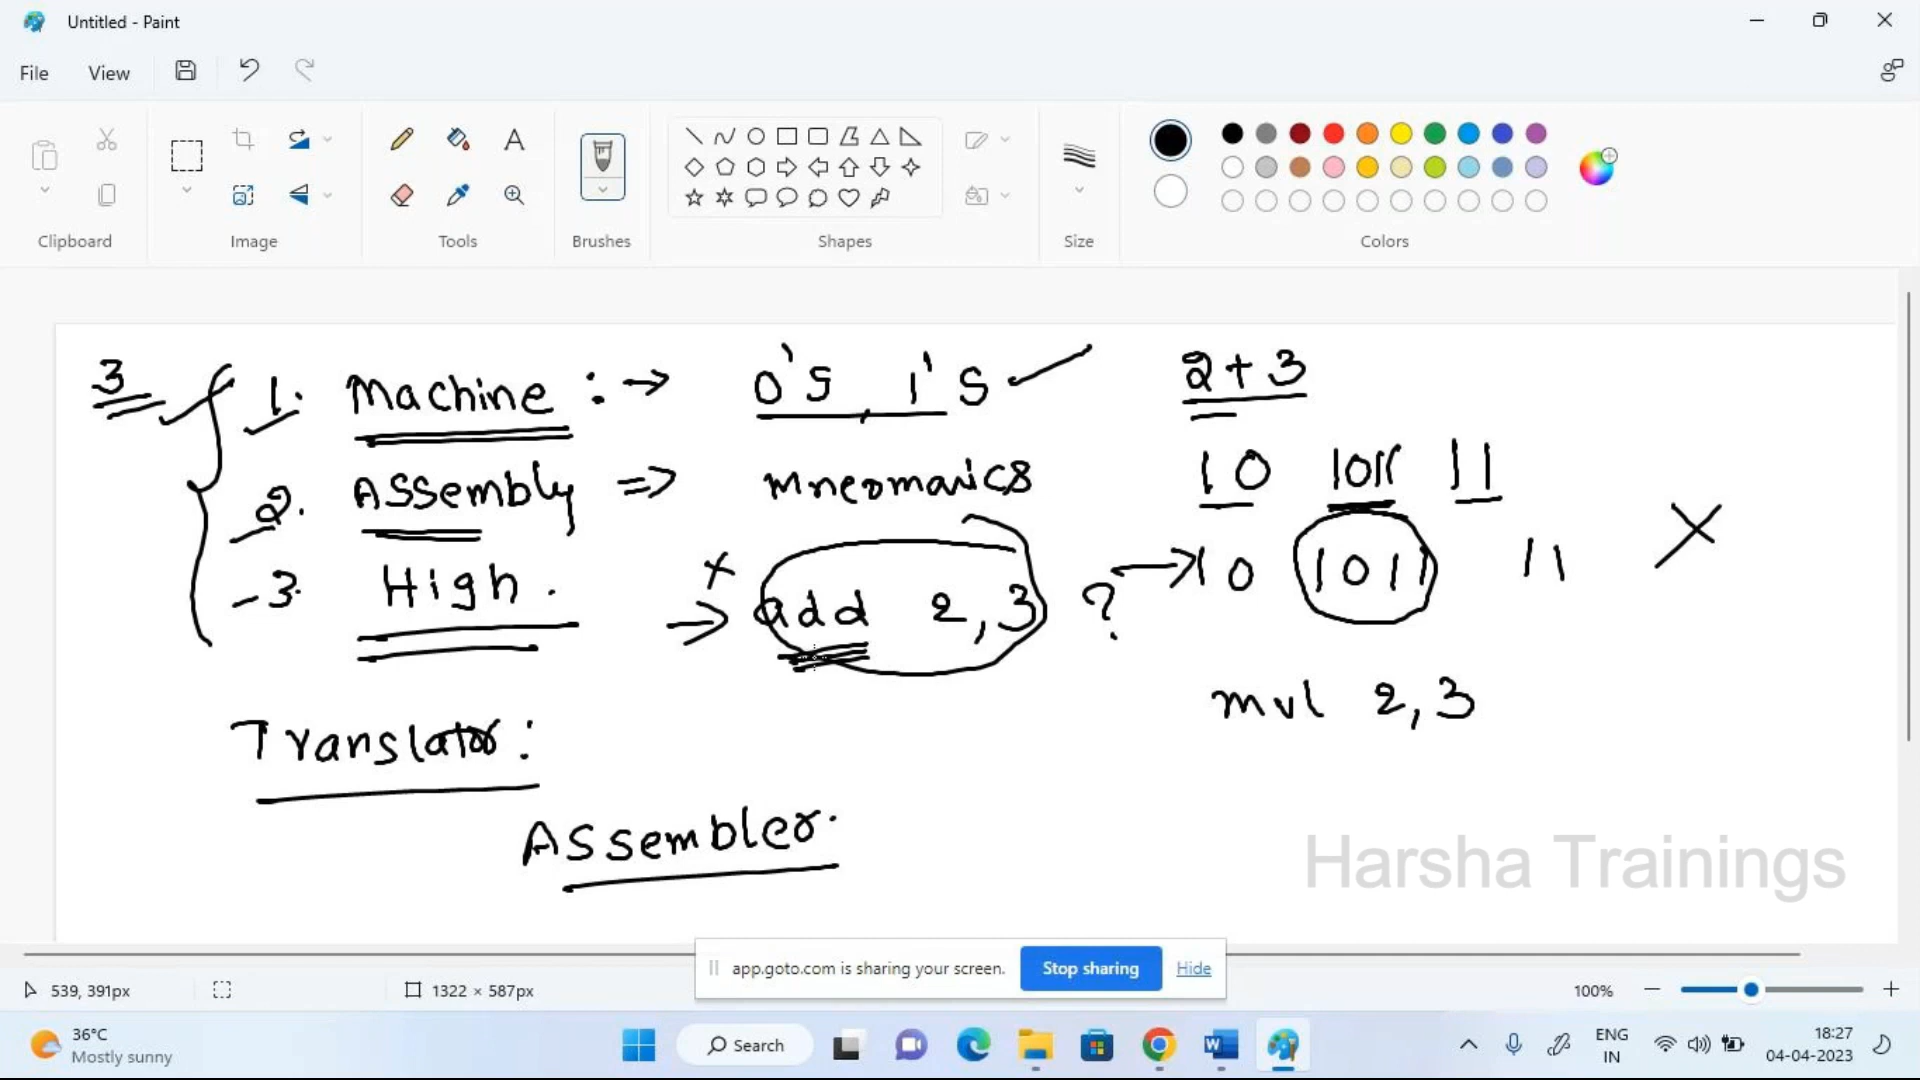 Untitled - Paint
File View
Clipboard Image Tools Brushes Shapes Size Colors
3 1. Machine : → 0's, 1's 2+3
2. Assembly => mneomanics 10 1011 11
3. High. → add 2,3 ? → 10 1011 11
mul 2,3
Translator:
Assembler.
Harsha Trainings
app.goto.com is sharing your screen. Stop sharing Hide
539, 391px 1322 × 587px 100%
36°C
Mostly sunny
Search
ENG
IN
18:27
04-04-2023